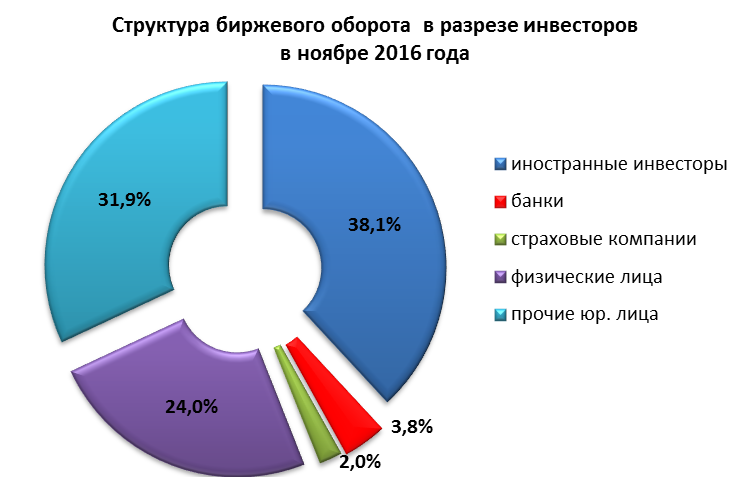 Структура биржевого оборота в разрезе инвесторов
в ноябре 2016 года
31,9%
38,1%
24,0%
3,8%
2,0%
иностранные инвесторы
банки
страховые компании
физические лица
прочие юр. лица